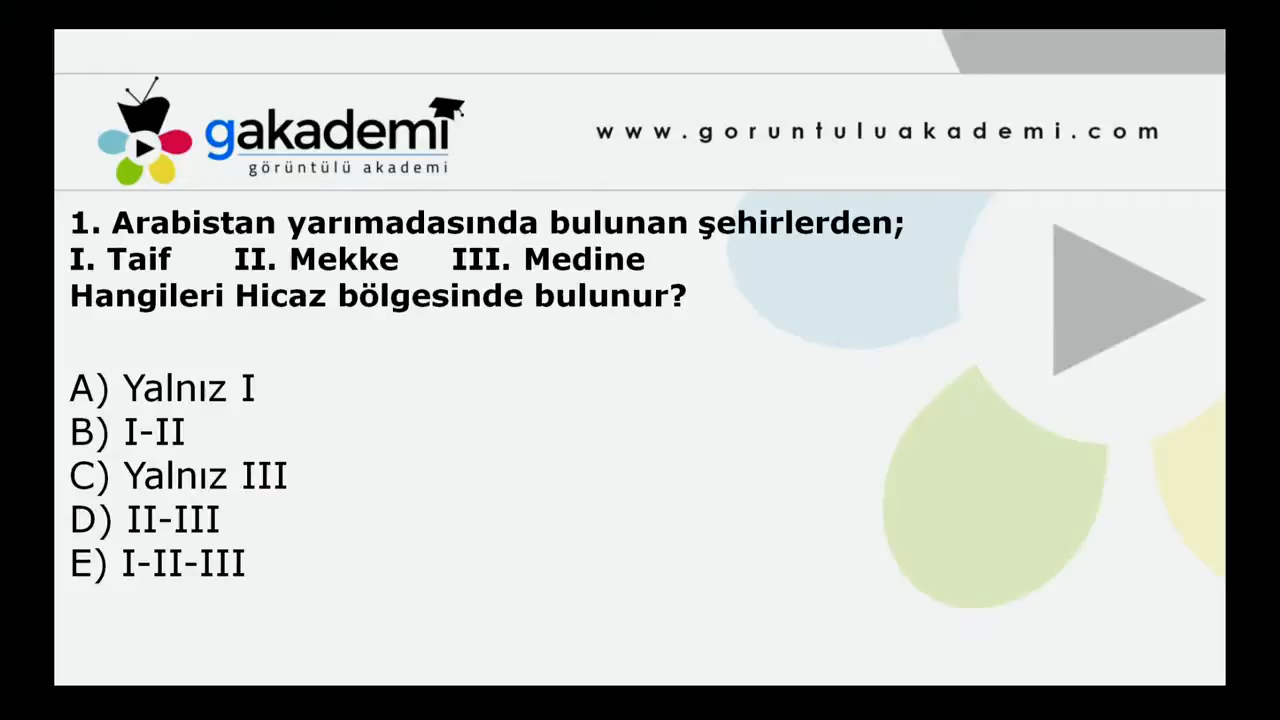 gakademi
görüntülü akademi
www.goruntuluakademi.com
1. Arabistan yarımadasında bulunan şehirlerden;
I. Taif II. Mekke III. Medine
Hangileri Hicaz bölgesinde bulunur?
A) Yalnız I
B) I-II
C) Yalnız III
D) II-III
E) I-II-III